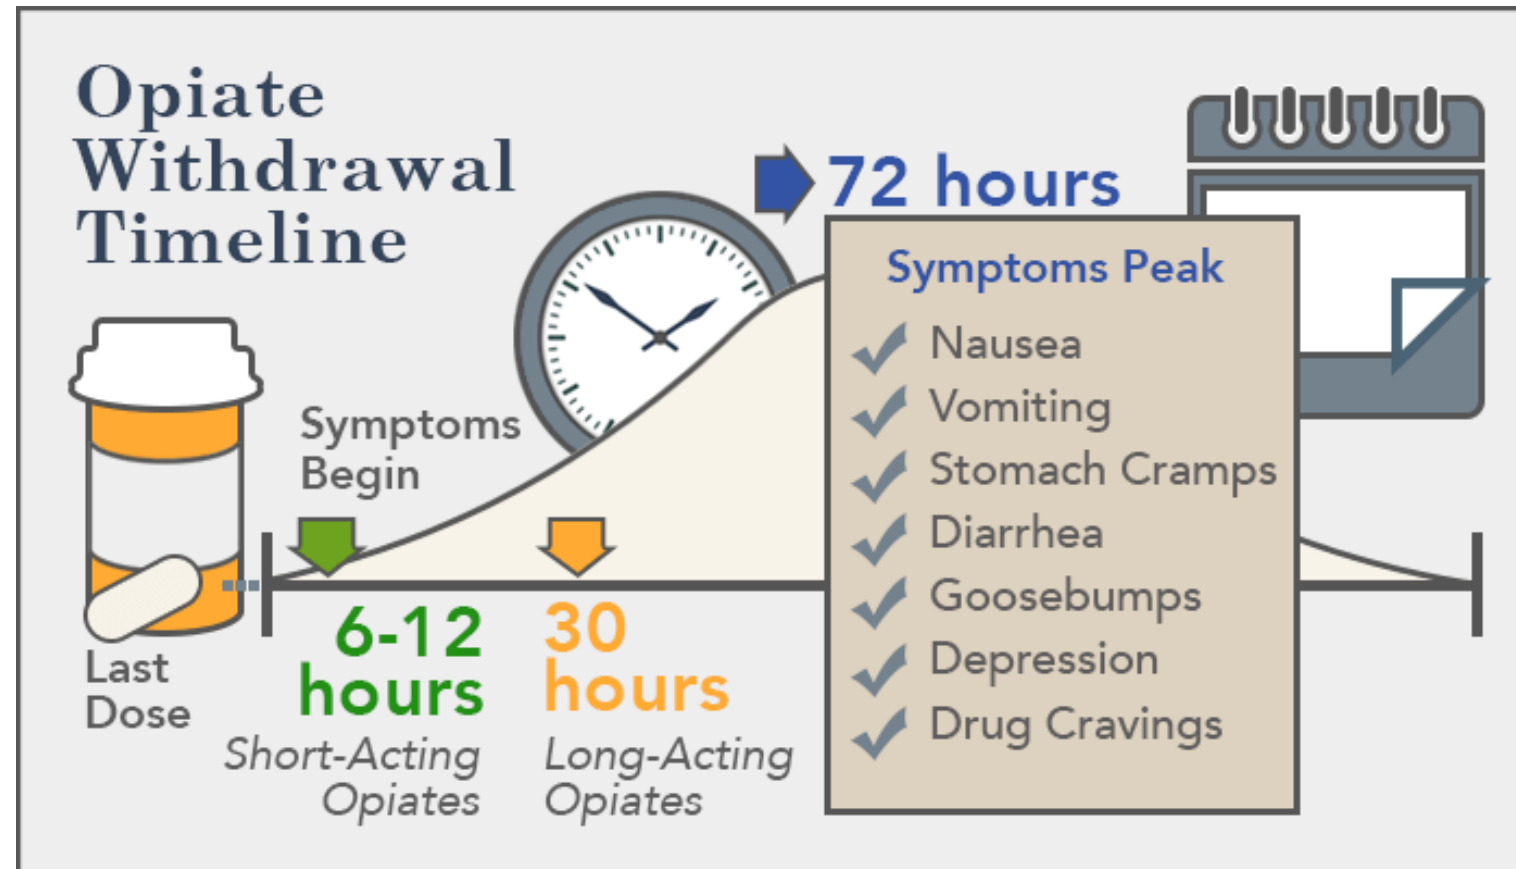 Opiate
Withdrawal
Timeline
72 hours
Symptoms Peak
Nausea
Vomiting
Stomach Cramps
Diarrhea
Goosebumps
Depression
Drug Cravings
Symptoms
Begin
Last
Dose
6-12
hours
Short-Acting
Opiates
30
hours
Long-Acting
Opiates